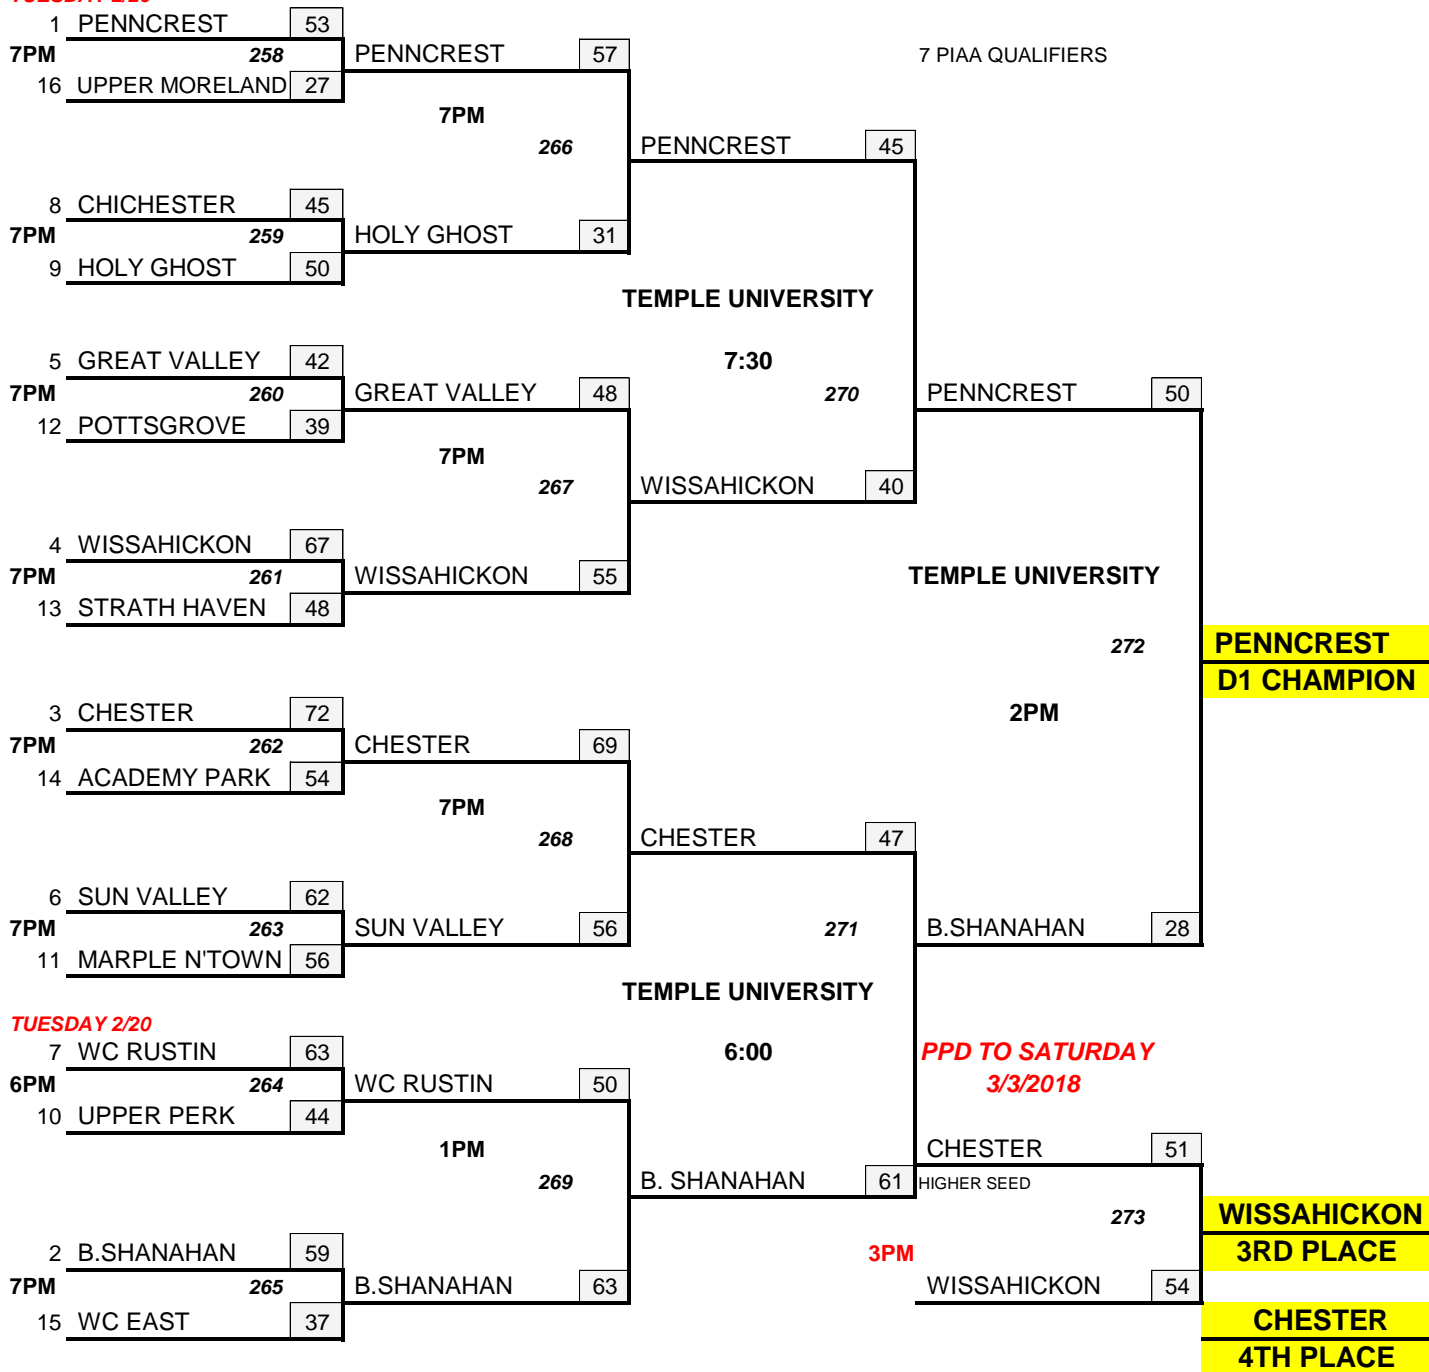 TUESDAY 2/20
1 PENNCREST 53
7PM 258 PENNCREST 57 7 PIAA QUALIFIERS
16 UPPER MORELAND 27
7PM
266 PENNCREST 45
8 CHICHESTER 45
7PM 259 HOLY GHOST 31
9 HOLY GHOST 50
TEMPLE UNIVERSITY
5 GREAT VALLEY 42 7:30
7PM 260 GREAT VALLEY 48 270 PENNCREST 50
12 POTTSGROVE 39
7PM
267 WISSAHICKON 40
4 WISSAHICKON 67
7PM 261 WISSAHICKON 55 TEMPLE UNIVERSITY
13 STRATH HAVEN 48
272 PENNCREST
D1 CHAMPION
3 CHESTER 72 2PM
7PM 262 CHESTER 69
14 ACADEMY PARK 54
7PM
268 CHESTER 47
6 SUN VALLEY 62
7PM 263 SUN VALLEY 56 271 B.SHANAHAN 28
11 MARPLE N'TOWN 56
TEMPLE UNIVERSITY
TUESDAY 2/20
7 WC RUSTIN 63 6:00 PPD TO SATURDAY
6PM 264 WC RUSTIN 50 3/3/2018
10 UPPER PERK 44
1PM CHESTER 51
269 B. SHANAHAN 61 HIGHER SEED
273 WISSAHICKON
2 B.SHANAHAN 59 3PM 3RD PLACE
7PM 265 B.SHANAHAN 63 WISSAHICKON 54
15 WC EAST 37 CHESTER
4TH PLACE